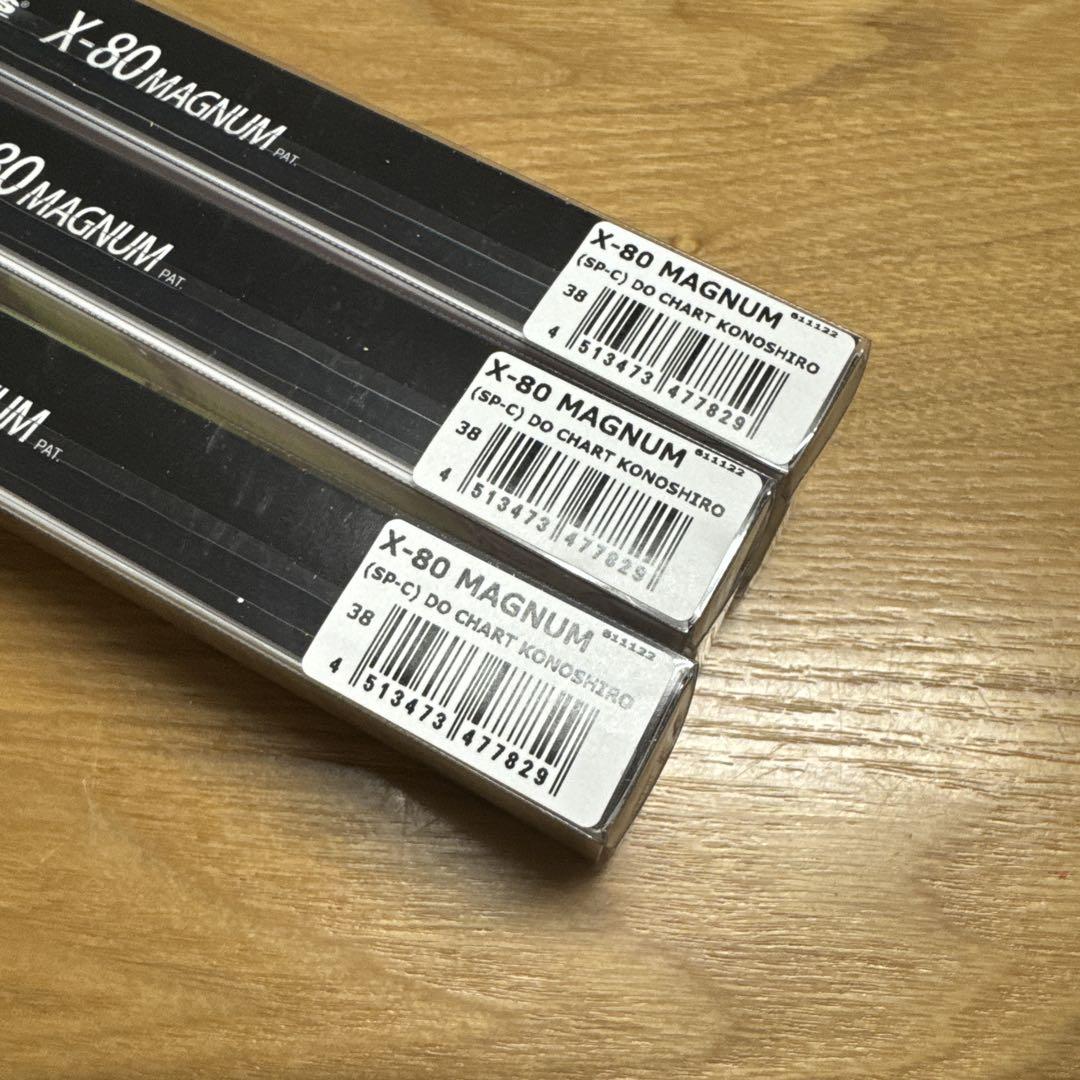 X-80 MAGNUM PAT.
X-80 MAGNUM
(SP-C) DO CHART KONOSHIRO
611122
38
4 513473 477829
80 MAGNUM PAT.
X-80 MAGNUM
(SP-C) DO CHART KONOSHIRO
611122
38
4 513473 477829
UM PAT.
X-80 MAGNUM
(SP-C) DO CHART KONOSHIRO
611122
38
4 513473 477829